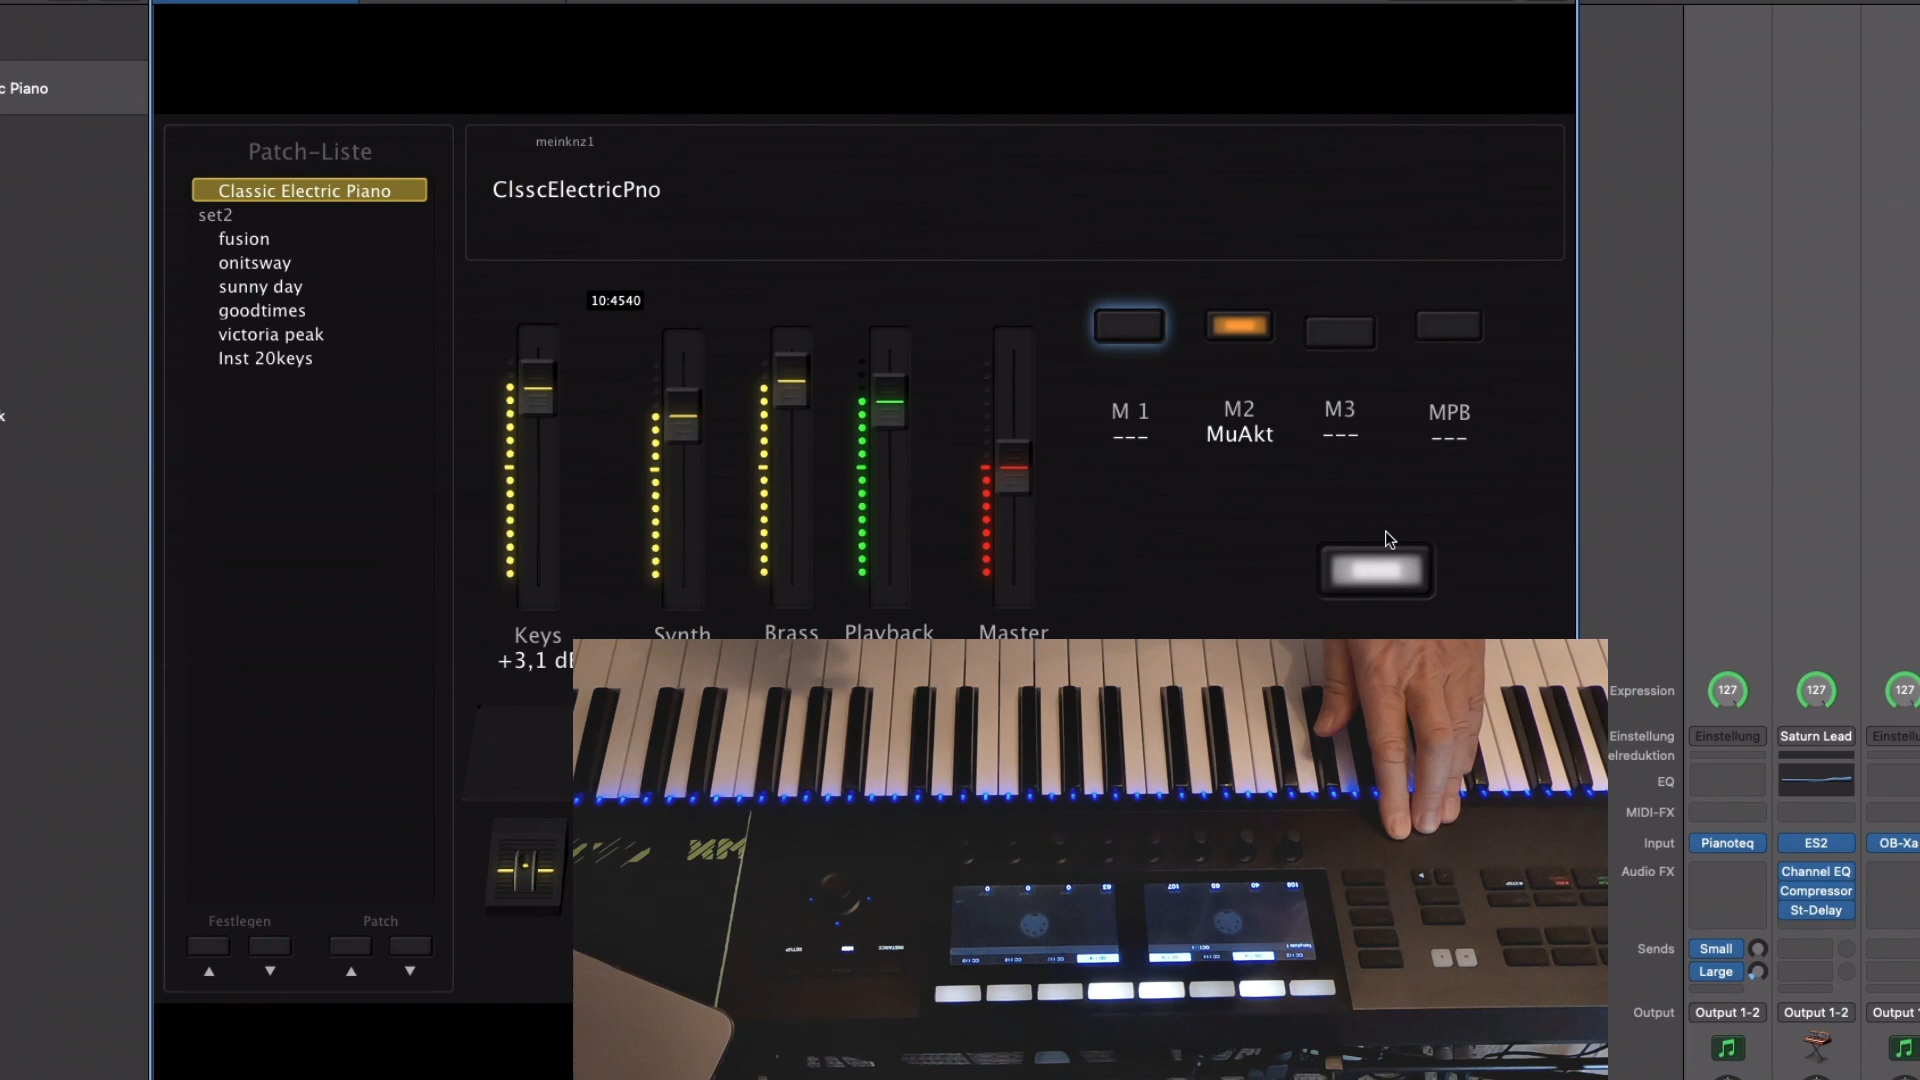 c Piano
k
Patch-Liste
Classic Electric Piano
set2
fusion
onitsway
sunny day
goodtimes
victoria peak
Inst 20keys
Festlegen
Patch
meinknz1
ClsscElectricPno
10:4540
M 1
---
M2
MuAkt
M3
---
MPB
---
Keys
+3,1 dB
Synth
Brass
Playback
Master
Expression
127
127
127
Einstellung
Einstellung
Saturn Lead
Einstellu
elreduktion
EQ
MIDI-FX
Input
Pianoteq
ES2
OB-Xa
Audio FX
Channel EQ
Compressor
St-Delay
Sends
Small
Large
Output
Output 1-2
Output 1-2
Output 1